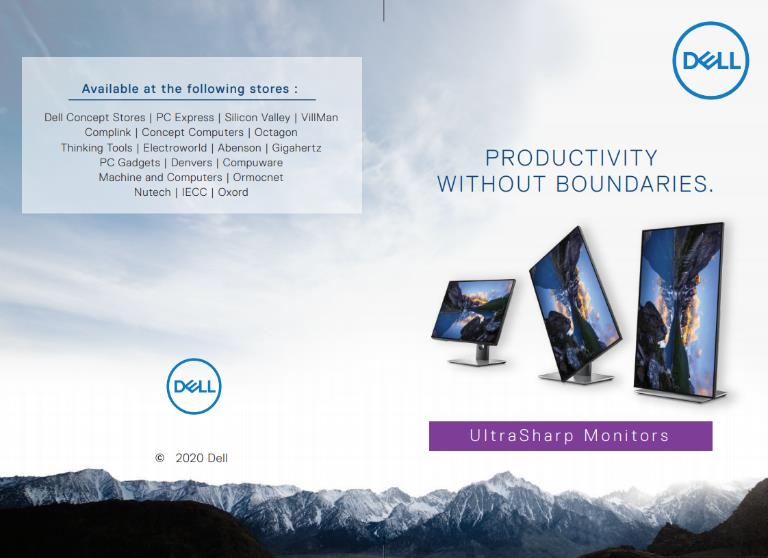 Available at the following stores :
Dell Concept Stores | PC Express | Silicon Valley | VillMan
Complink | Concept Computers | Octagon
Thinking Tools | Electroworld | Abenson | Gigahertz
PC Gadgets | Denvers | Compuware
Machine and Computers | Ormocnet
Nutech | IECC | Oxord
DELL
© 2020 Dell
DELL
PRODUCTIVITY
WITHOUT BOUNDARIES.
UltraSharp Monitors